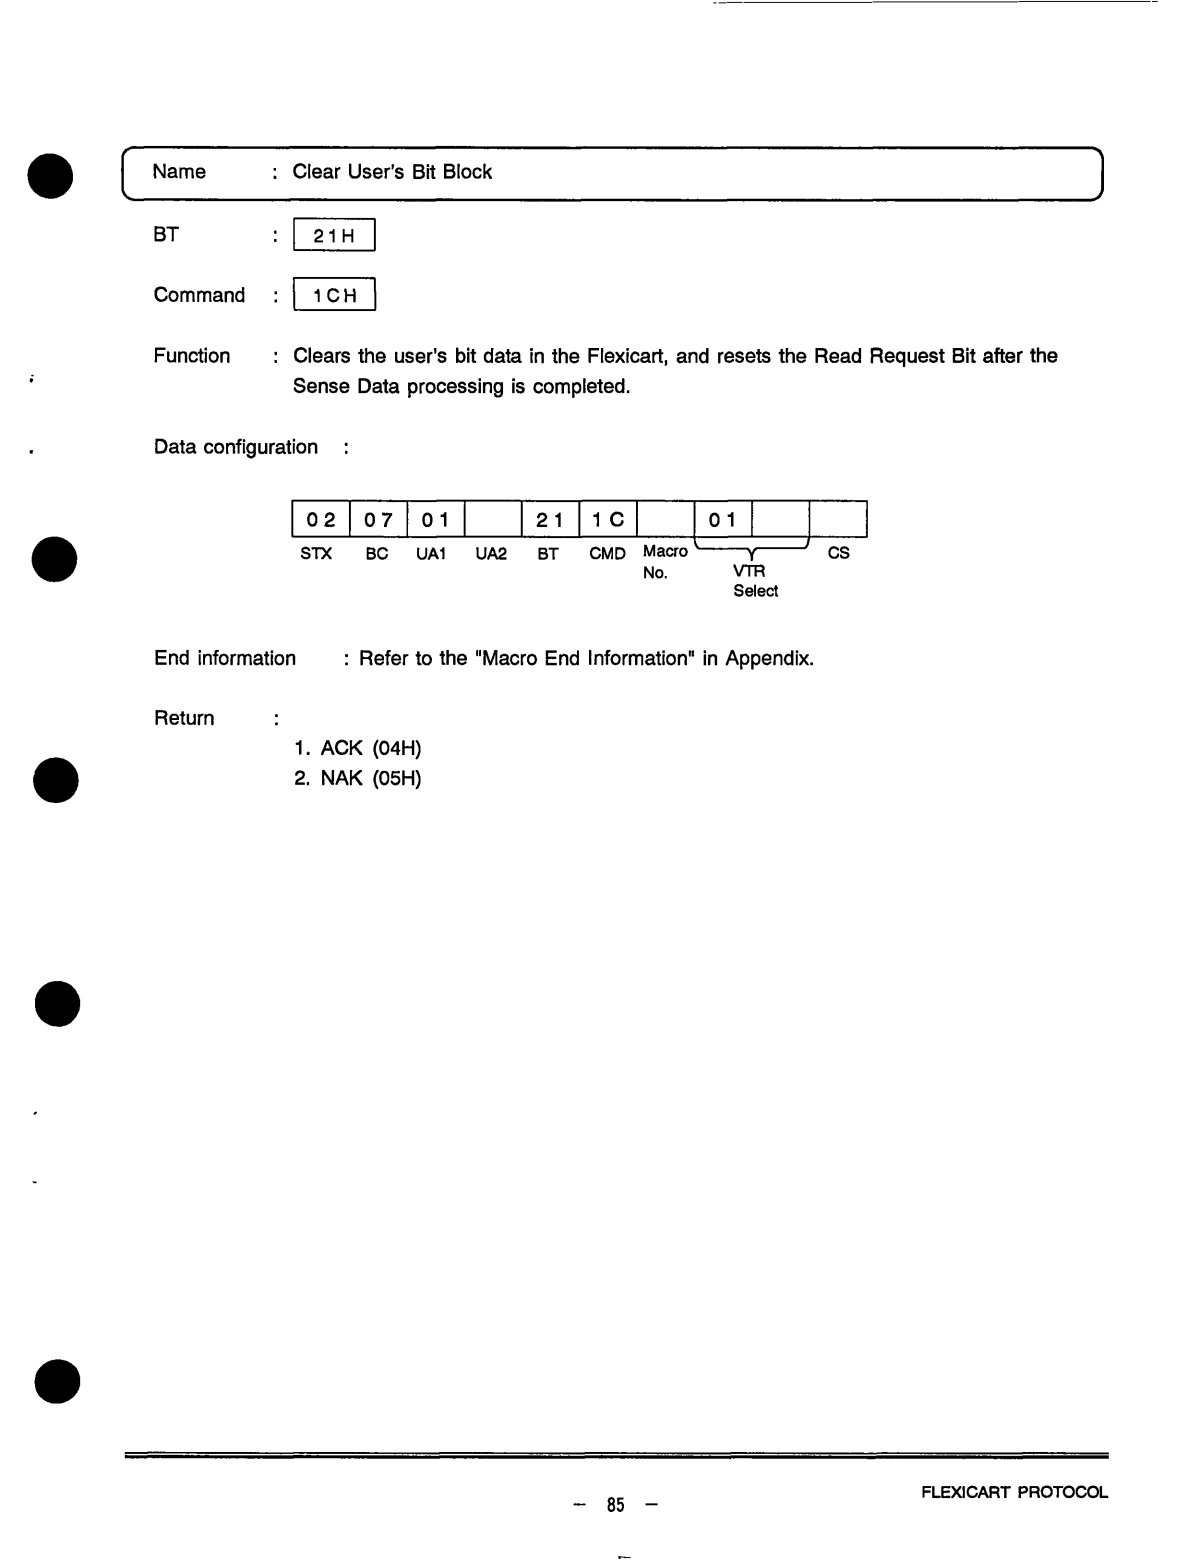 Name : Clear User's Bit Block
BT : 21H
Command : 1CH
Function : Clears the user's bit data in the Flexicart, and resets the Read Request Bit after the
Sense Data processing is completed.
Data configuration :
02 07 01 21 1C 01
STX BC UA1 UA2 BT CMD Macro No. VTR Select CS
End information : Refer to the "Macro End Information" in Appendix.
Return :
1. ACK (04H)
2. NAK (05H)
FLEXICART PROTOCOL
– 85 –